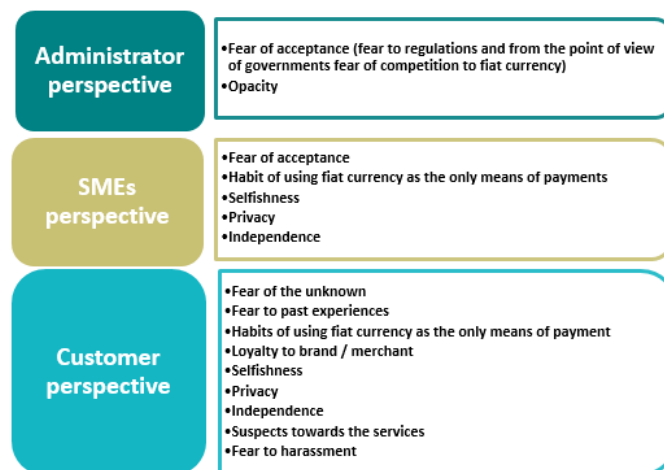 Administrator
perspective
•Fear of acceptance (fear to regulations and from the point of view
of governments fear of competition to fiat currency)
•Opacity
SMEs
perspective
•Fear of acceptance
•Habit of using fiat currency as the only means of payments
•Selfishness
•Privacy
•Independence
Customer
perspective
•Fear of the unknown
•Fear to past experiences
•Habits of using fiat currency as the only means of payment
•Loyalty to brand / merchant
•Selfishness
•Privacy
•Independence
•Suspects towards the services
•Fear to harassment